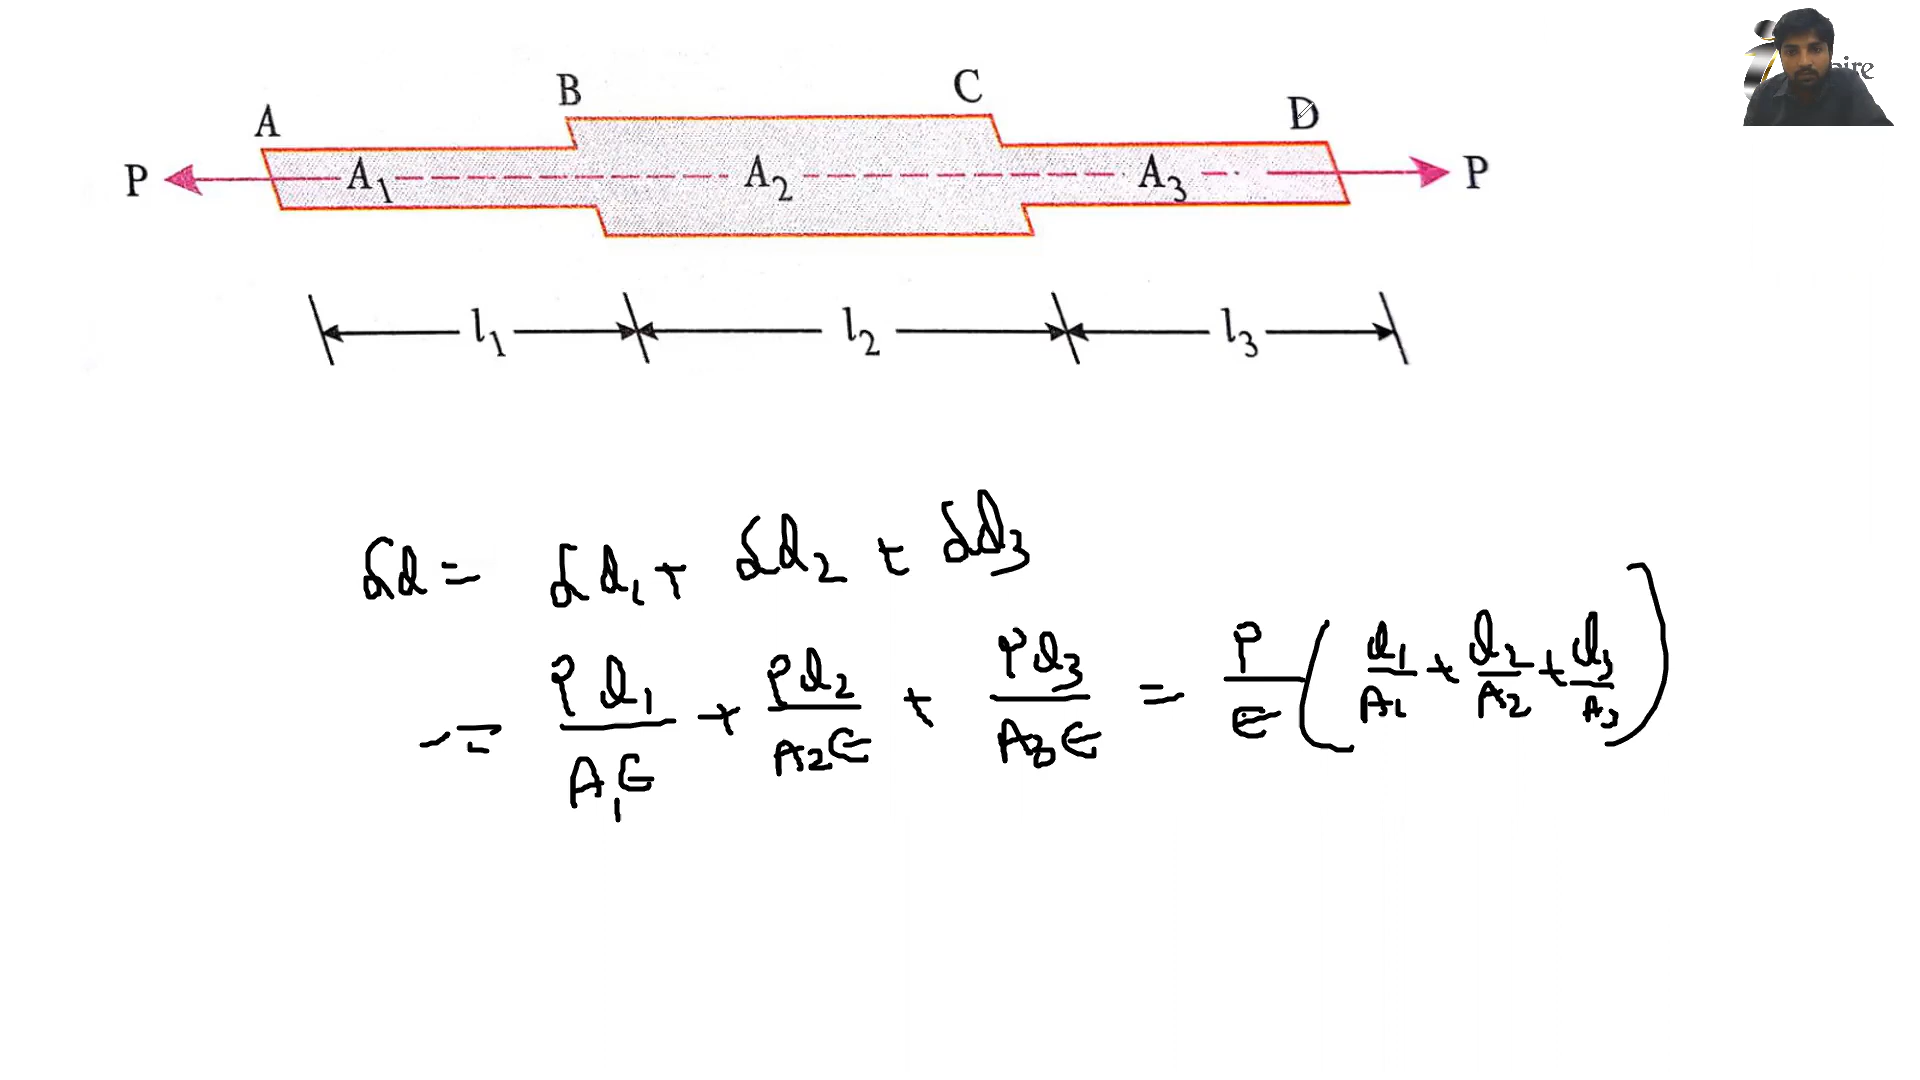 B C
A D
P A₁ A₂ A₃ P
l₁ l₂ l₃
δl = δl₁ + δl₂ + δl₃
= Pl₁/A₁E + Pl₂/A₂E + Pl₃/A₃E = P/E ( l₁/A₁ + l₂/A₂ + l₃/A₃ )